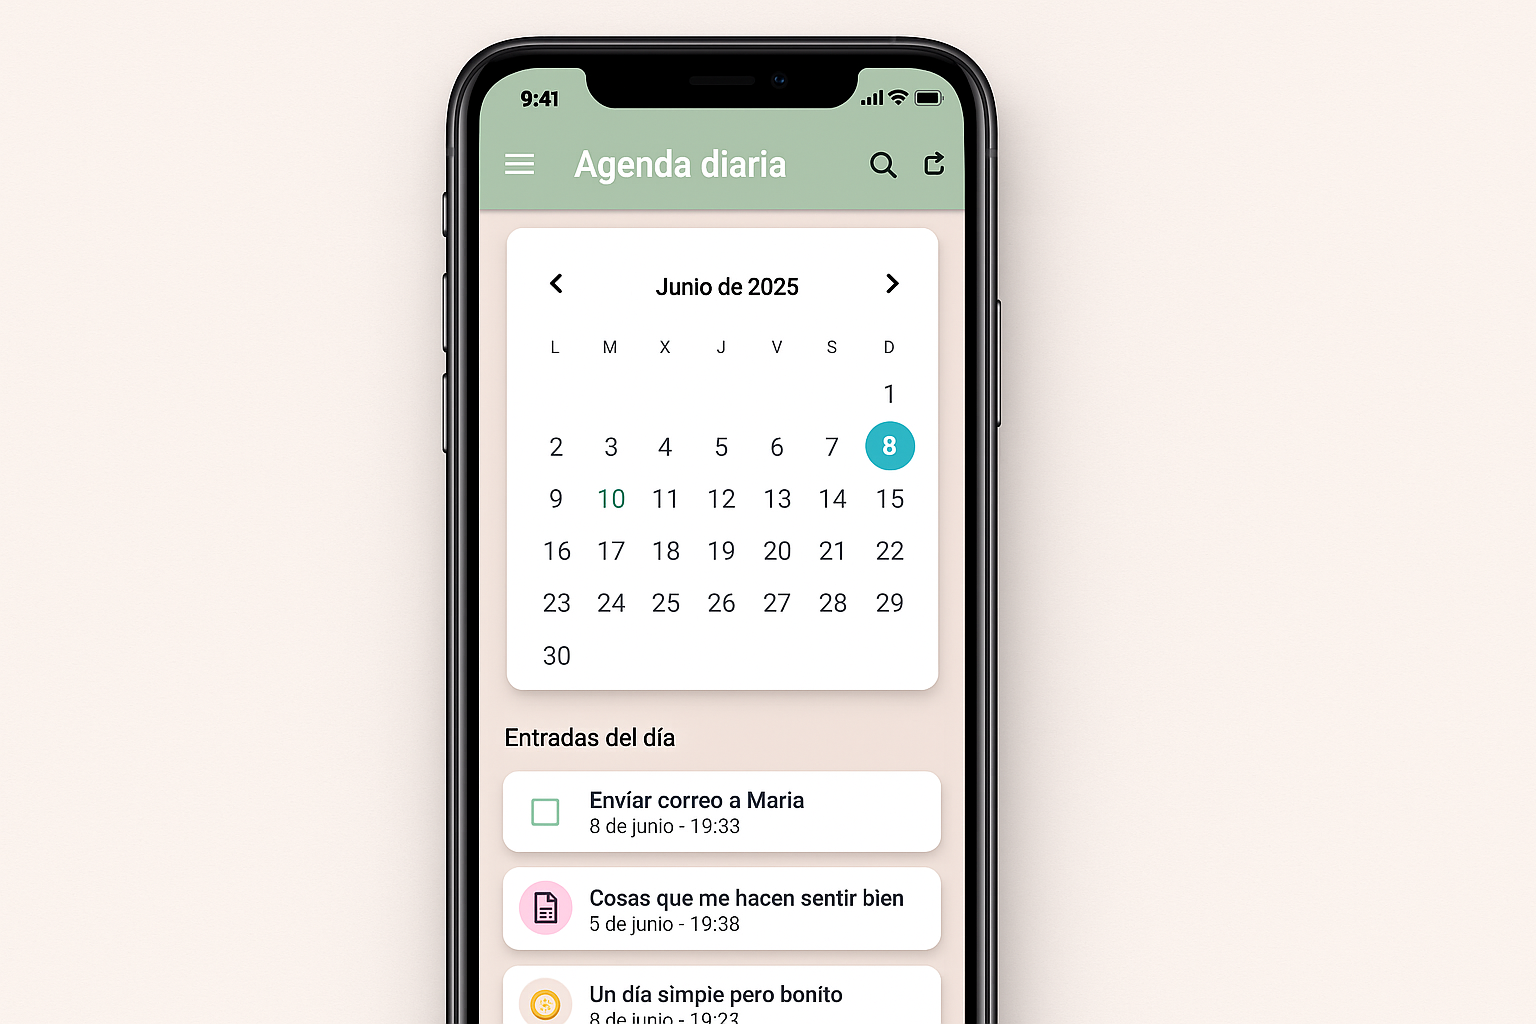 9:41
Agenda diaria
Junio de 2025
L M X J V S D
1
2 3 4 5 6 7 8
9 10 11 12 13 14 15
16 17 18 19 20 21 22
23 24 25 26 27 28 29
30
Entradas del día
Envíar correo a Maria
8 de junio - 19:33
Cosas que me hacen sentir bìen
5 de junio - 19:38
Un día sìmpìe pero boníto
8 de junio - 19:23